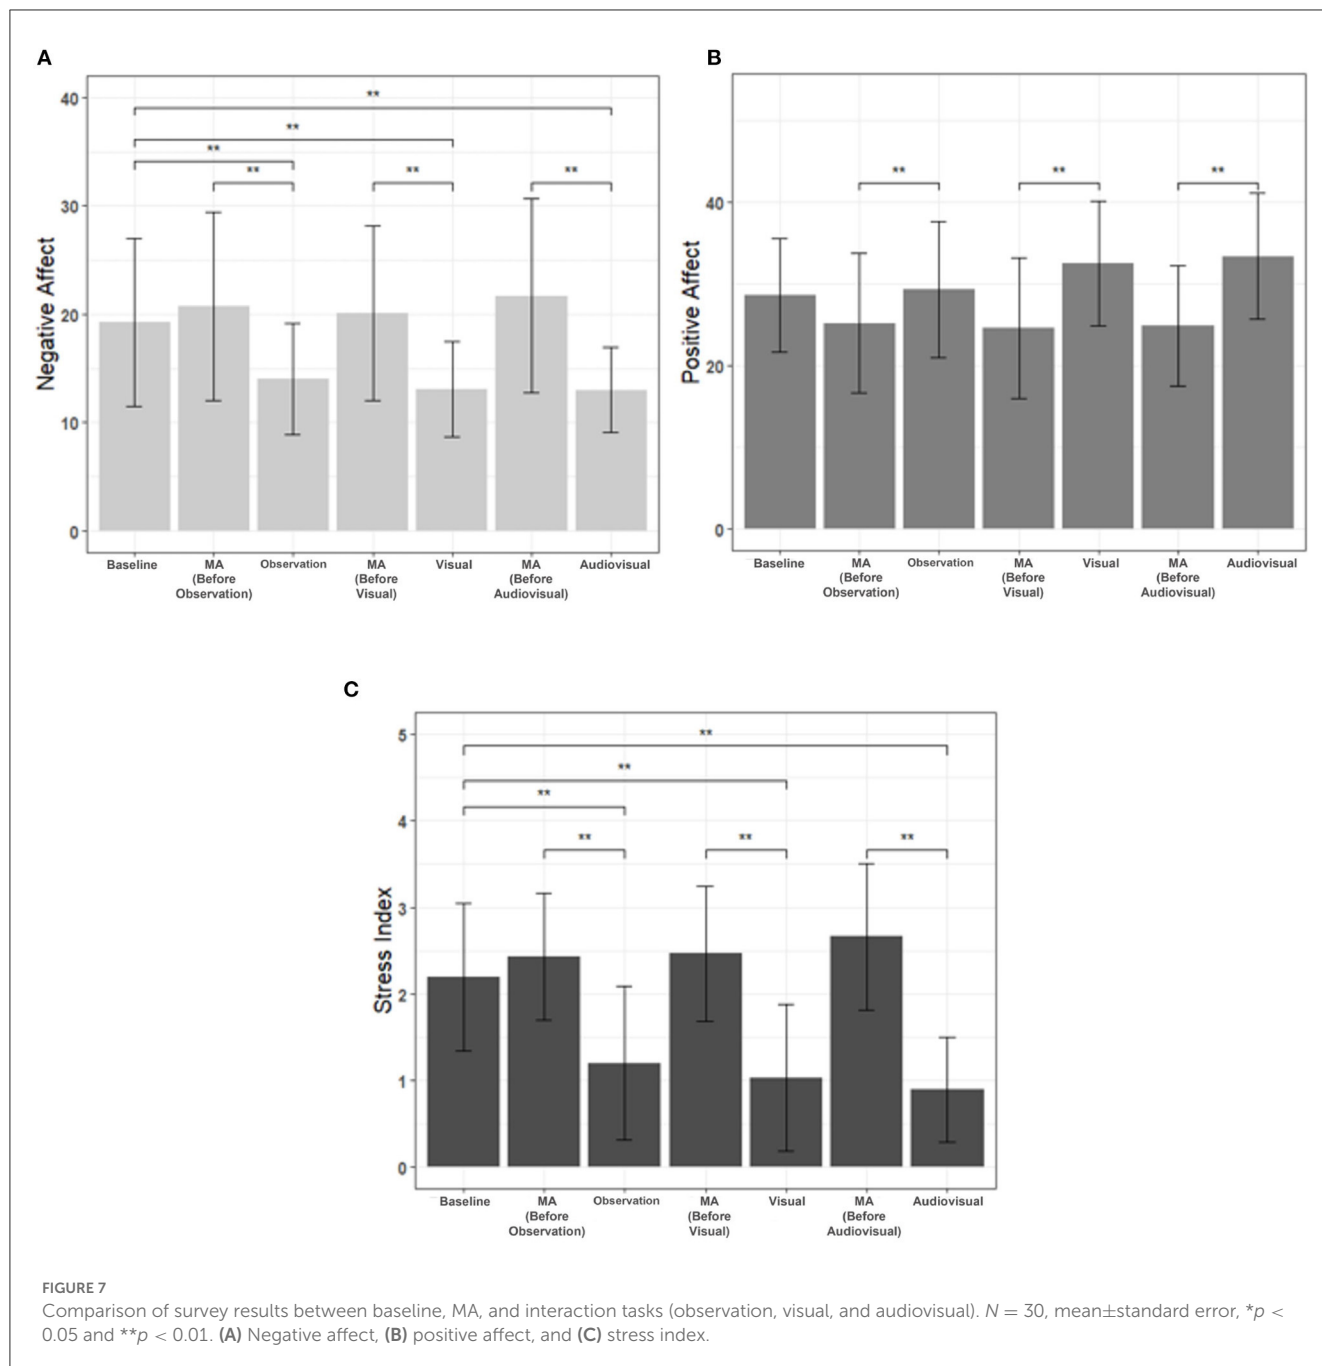 A
40
30
20
10
0
Negative Affect
**
**
**
**
**
**
Baseline
MA
(Before
Observation)
Observation
MA
(Before
Visual)
Visual
MA
(Before
Audiovisual)
Audiovisual
B
40
20
0
Positive Affect
**
**
**
Baseline
MA
(Before
Observation)
Observation
MA
(Before
Visual)
Visual
MA
(Before
Audiovisual)
Audiovisual
C
5
4
3
2
1
0
Stress Index
**
**
**
**
**
**
Baseline
MA
(Before
Observation)
Observation
MA
(Before
Visual)
Visual
MA
(Before
Audiovisual)
Audiovisual
FIGURE 7
Comparison of survey results between baseline, MA, and interaction tasks (observation, visual, and audiovisual). N = 30, mean±standard error, *p <
0.05 and **p < 0.01. (A) Negative affect, (B) positive affect, and (C) stress index.